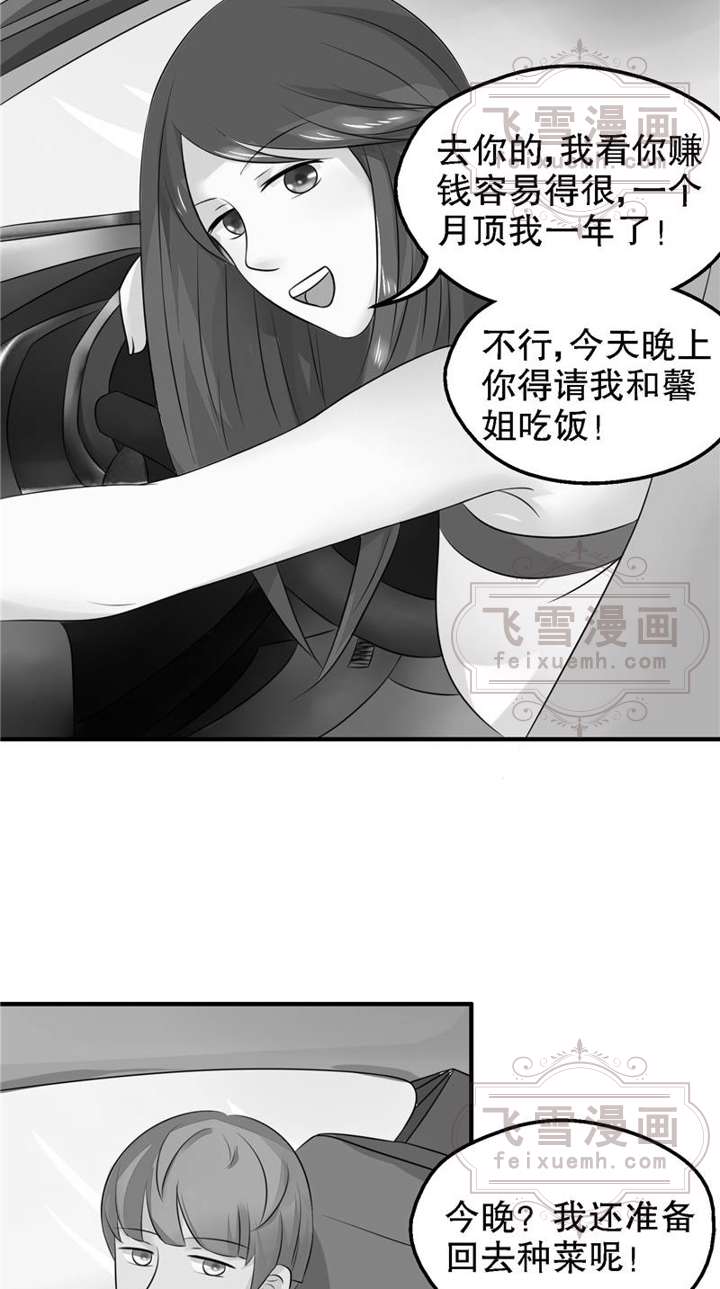 飞雪漫画
feixuemh.com
去你的,我看你赚
钱容易得很,一个
月顶我一年了!
不行,今天晚上
你得请我和馨
姐吃饭!
飞雪漫画
feixuemh.com
飞雪漫画
feixuemh.com
今晚? 我还准备
回去种菜呢!